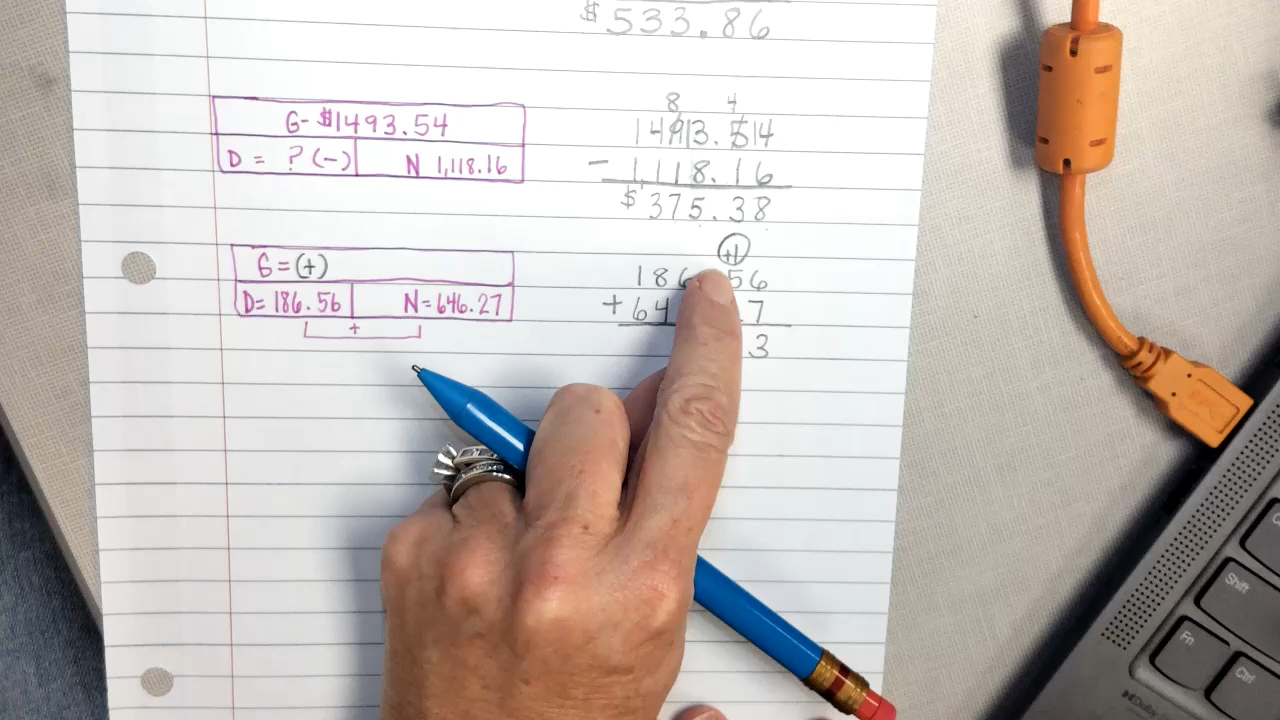 $533.86
G- $1493.54
D = ? (-) N 1,118.16
8 4
1493.514
- 1,118.16
$375.38
G = (+)
D= 186.56 N= 646.27
+
+1
186 56
+ 64 .7
3
Shift
Fn
Ctrl